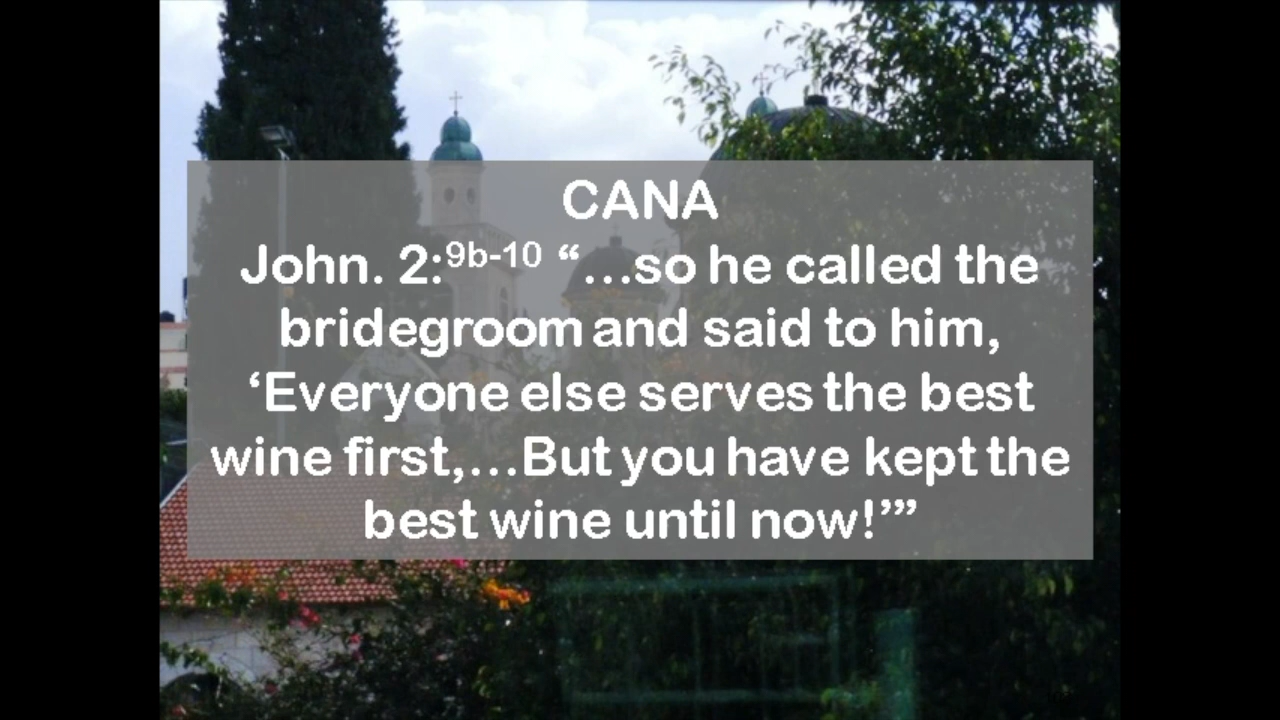 CANA
John. 2:9b-10 “…so he called the
bridegroom and said to him,
‘Everyone else serves the best
wine first,…But you have kept the
best wine until now!’”